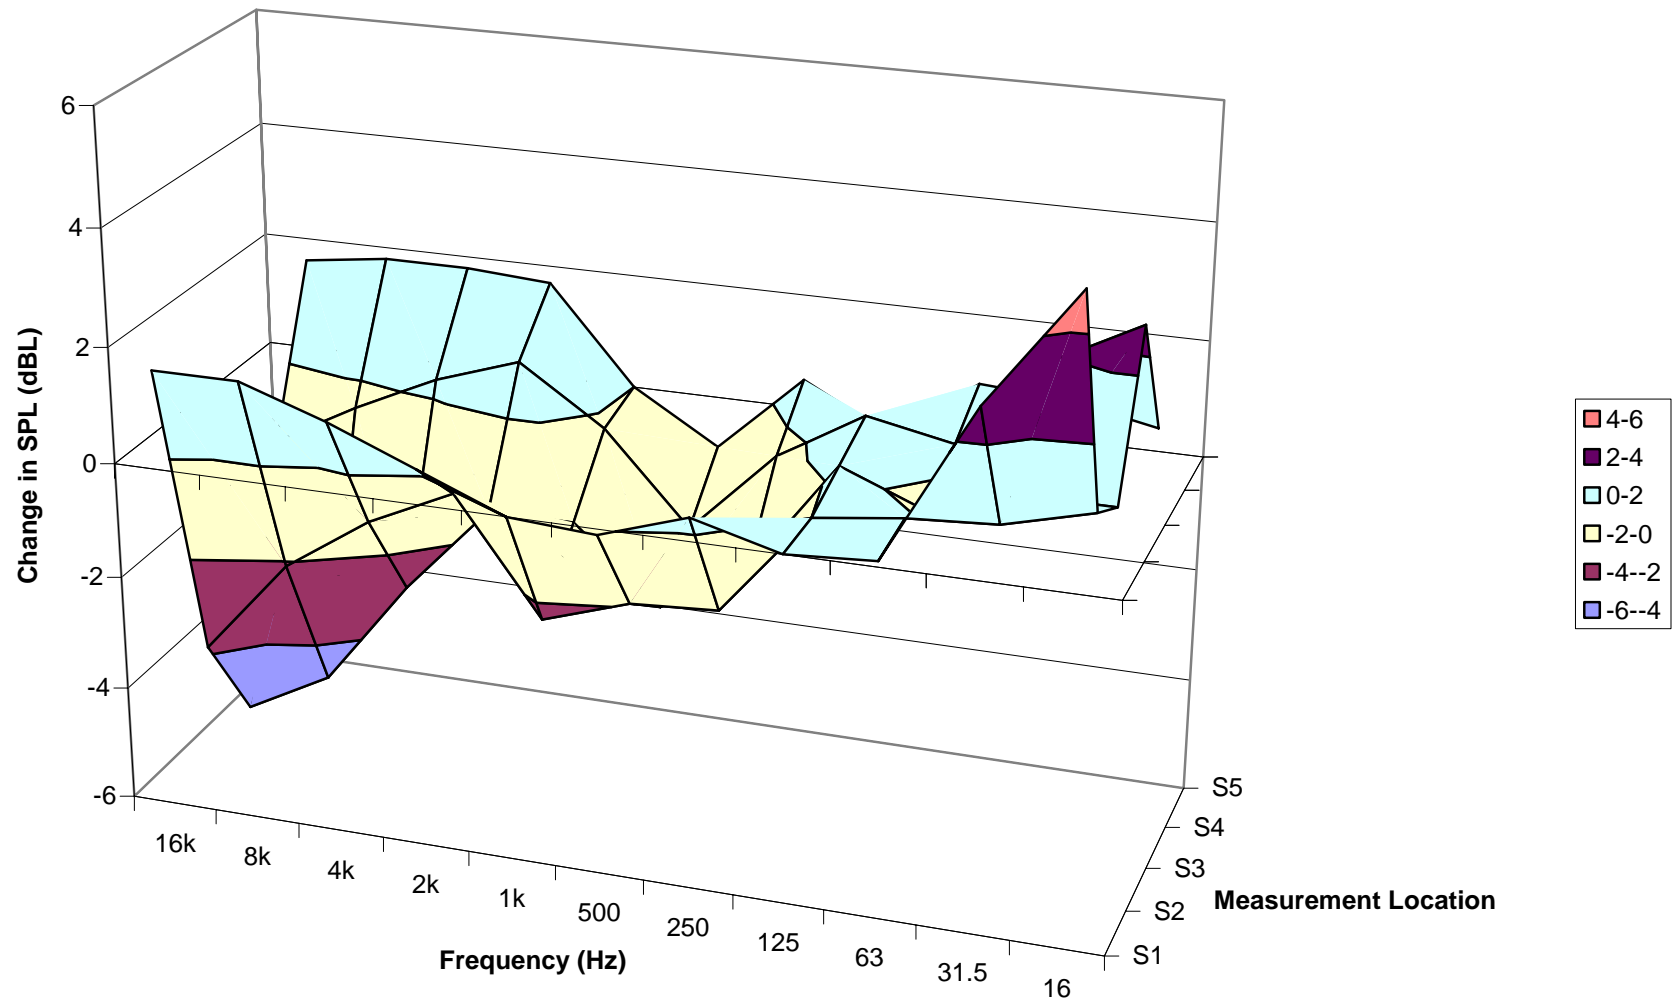 6
4
2
0
-2
-4
-6
Change in SPL (dBL)
16k
8k
4k
2k
1k
500
250
125
63
31.5
16
Frequency (Hz)
S5
S4
S3
S2
S1
Measurement Location
4-6
2-4
0-2
-2-0
-4--2
-6--4